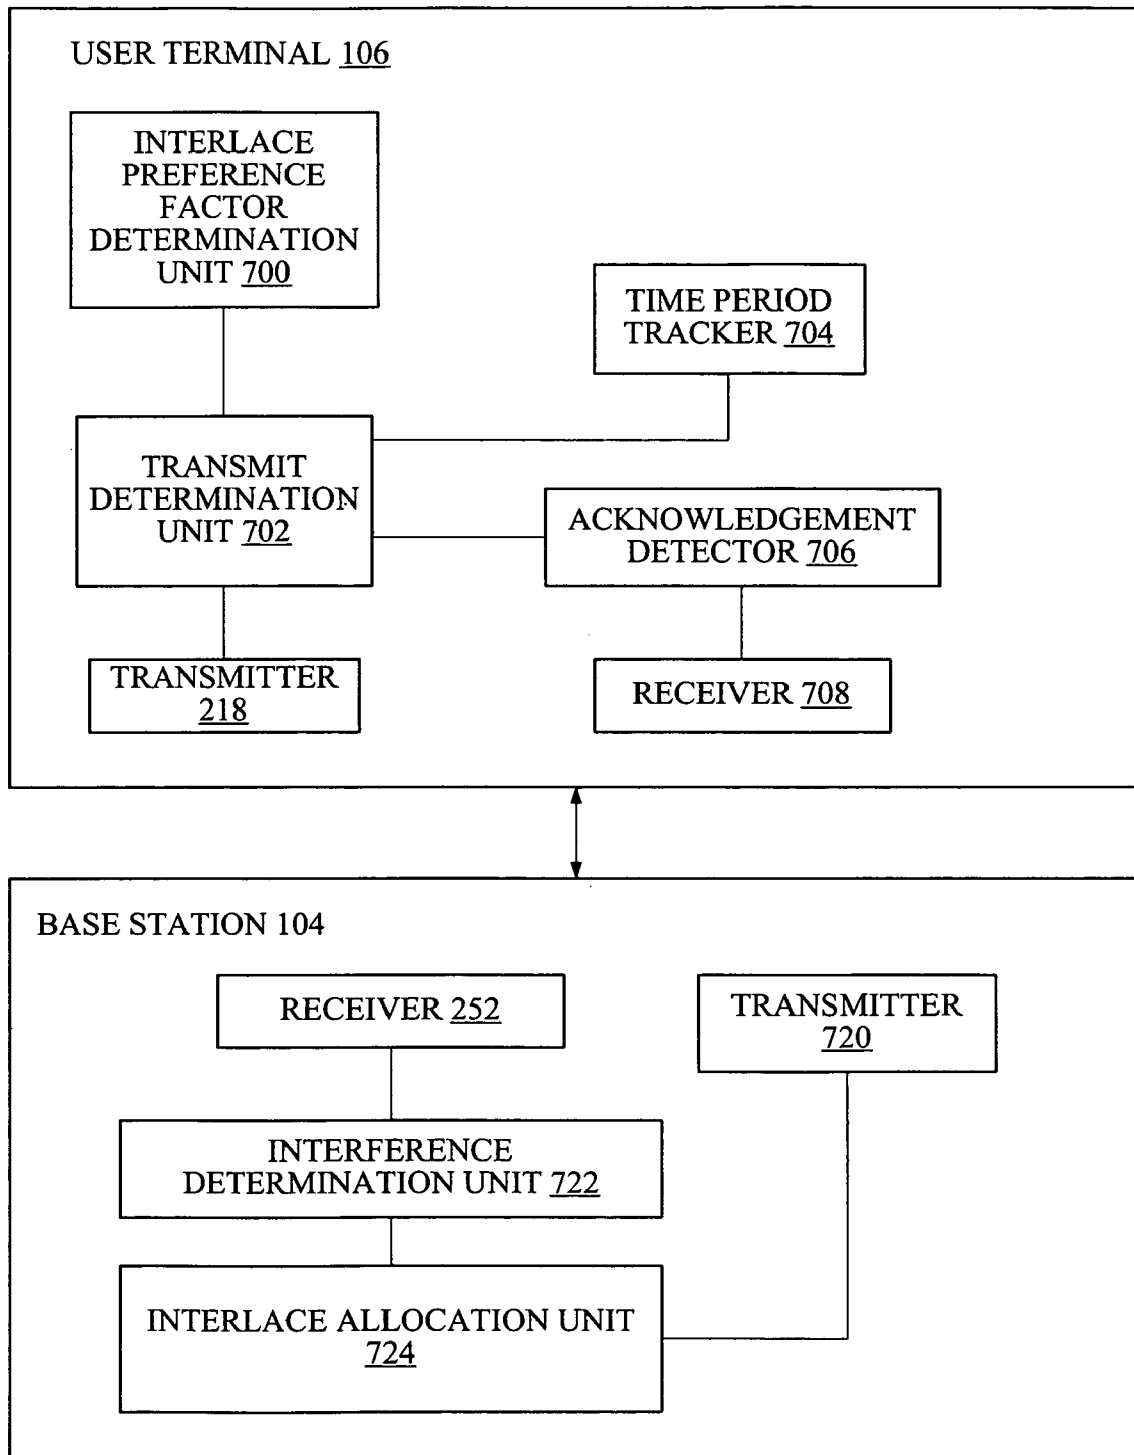 USER TERMINAL 106
INTERLACE
PREFERENCE
FACTOR
DETERMINATION
UNIT 700
TIME PERIOD
TRACKER 704
TRANSMIT
DETERMINATION
UNIT 702
ACKNOWLEDGEMENT
DETECTOR 706
TRANSMITTER
218
RECEIVER 708
BASE STATION 104
RECEIVER 252
TRANSMITTER
720
INTERFERENCE
DETERMINATION UNIT 722
INTERLACE ALLOCATION UNIT
724